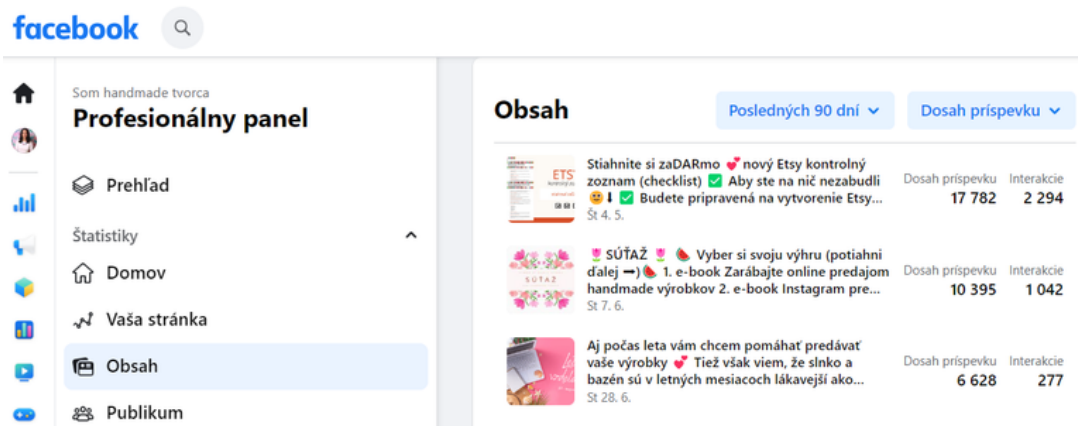 facebook
Som handmade tvorca
Profesionálny panel
Prehľad
Štatistiky
Domov
Vaša stránka
Obsah
Publikum
Obsah
Posledných 90 dní
Dosah príspevku
Stiahnite si zaDARmo 💕 nový Etsy kontrolný
zoznam (checklist) ✅ Aby ste na nič nezabudli
🙂⬇ ✅ Budete pripravená na vytvorenie Etsy...
Št 4. 5.
Dosah príspevku Interakcie
17 782 2 294
ETS
🌷 SÚŤAŽ 🌷 🍉 Vyber si svoju výhru (potiahni
ďalej ➡)🍉 1. e-book Zarábajte online predajom
handmade výrobkov 2. e-book Instagram pre...
St 7. 6.
Dosah príspevku Interakcie
10 395 1 042
SÚŤAŽ
Aj počas leta vám chcem pomáhať predávať
vaše výrobky 💕 Tiež však viem, že slnko a
bazén sú v letných mesiacoch lákavejší ako...
St 28. 6.
Dosah príspevku Interakcie
6 628 277